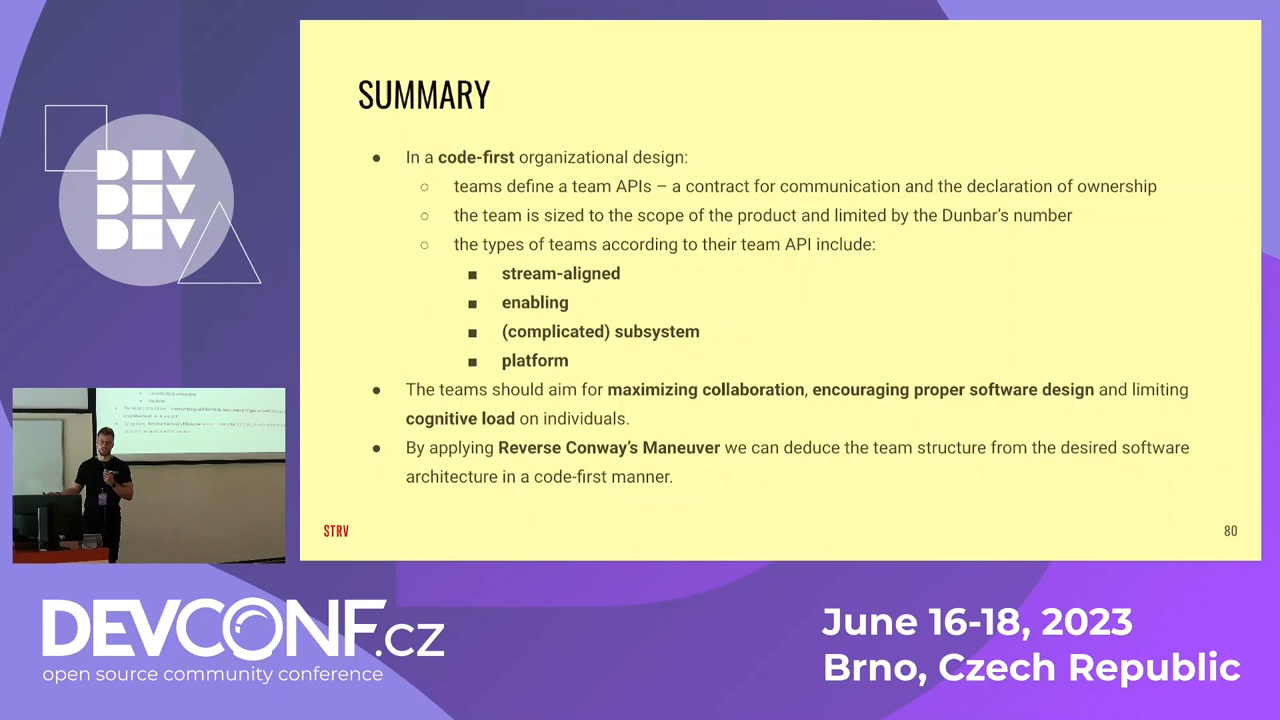 DEV
DEV
DEV
SUMMARY
● In a code-first organizational design:
○ teams define a team APIs – a contract for communication and the declaration of ownership
○ the team is sized to the scope of the product and limited by the Dunbar’s number
○ the types of teams according to their team API include:
■ stream-aligned
■ enabling
■ (complicated) subsystem
■ platform
● The teams should aim for maximizing collaboration, encouraging proper software design and limiting
cognitive load on individuals.
● By applying Reverse Conway’s Maneuver we can deduce the team structure from the desired software
architecture in a code-first manner.
STRV
80
DEVCONF.cz
open source community conference
June 16-18, 2023
Brno, Czech Republic